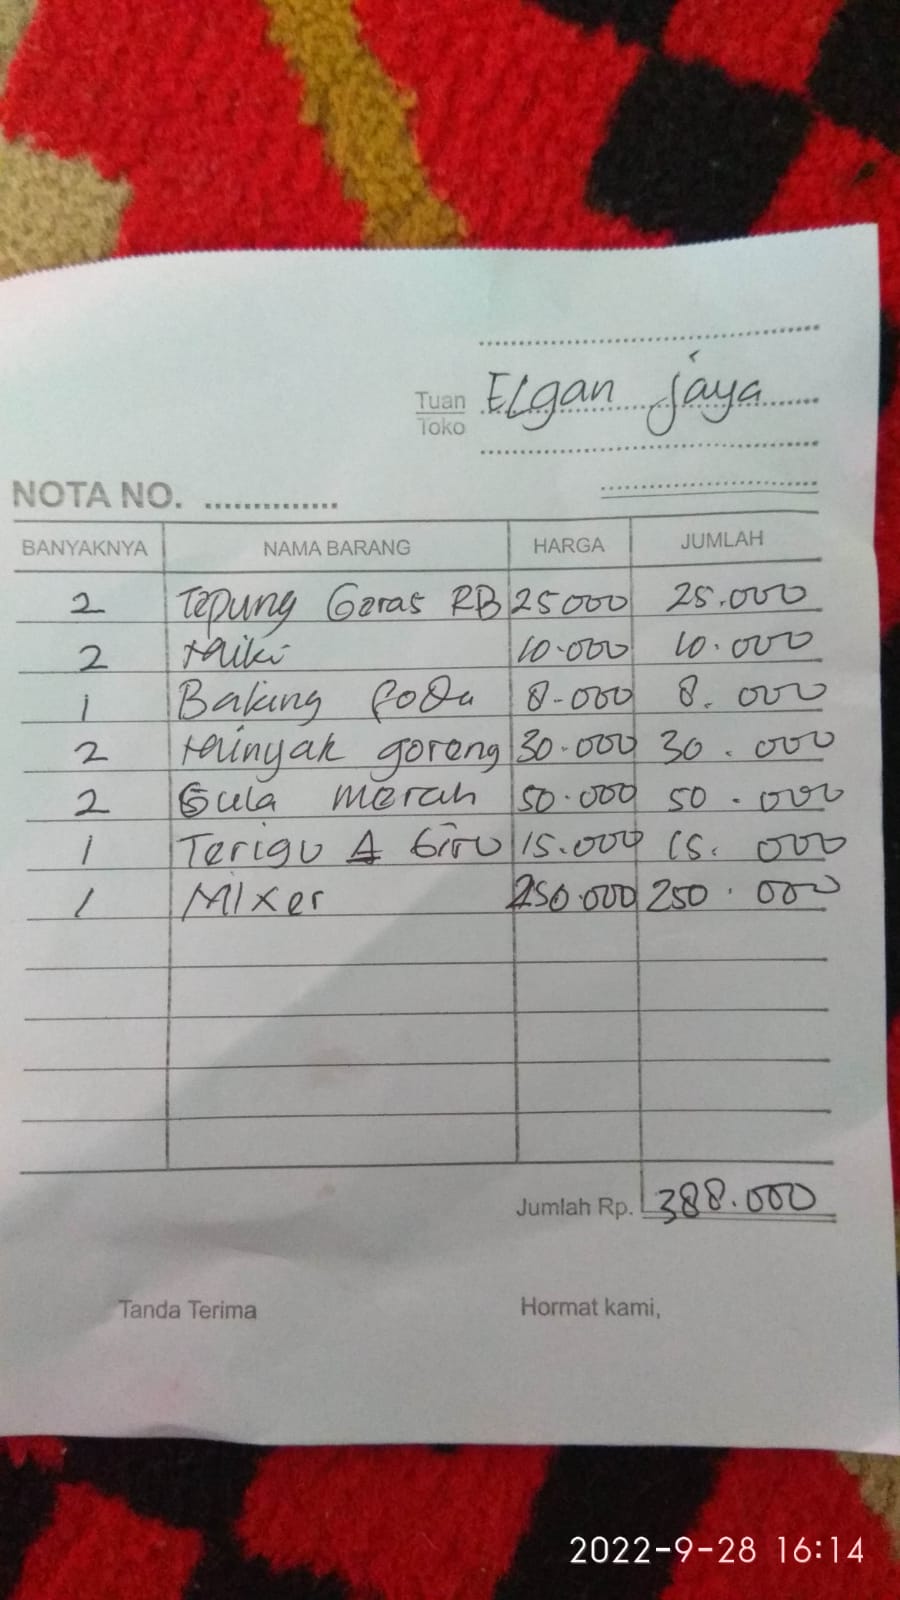 Tuan
Toko
Elgan jaya
NOTA NO. ..............
BANYAKNYA NAMA BARANG HARGA JUMLAH
2 Tepung Geras RB 25000 25.000
2 Miki 10.000 10.000
1 Baking Soda 8.000 8.000
2 Minyak goreng 30.000 30.000
2 Gula merah 50.000 50.000
1 Terigu Biru 15.000 15.000
1 Mixer 250.000 250.000
Jumlah Rp. 388.000
Tanda Terima Hormat kami,
2022-9-28 16:14